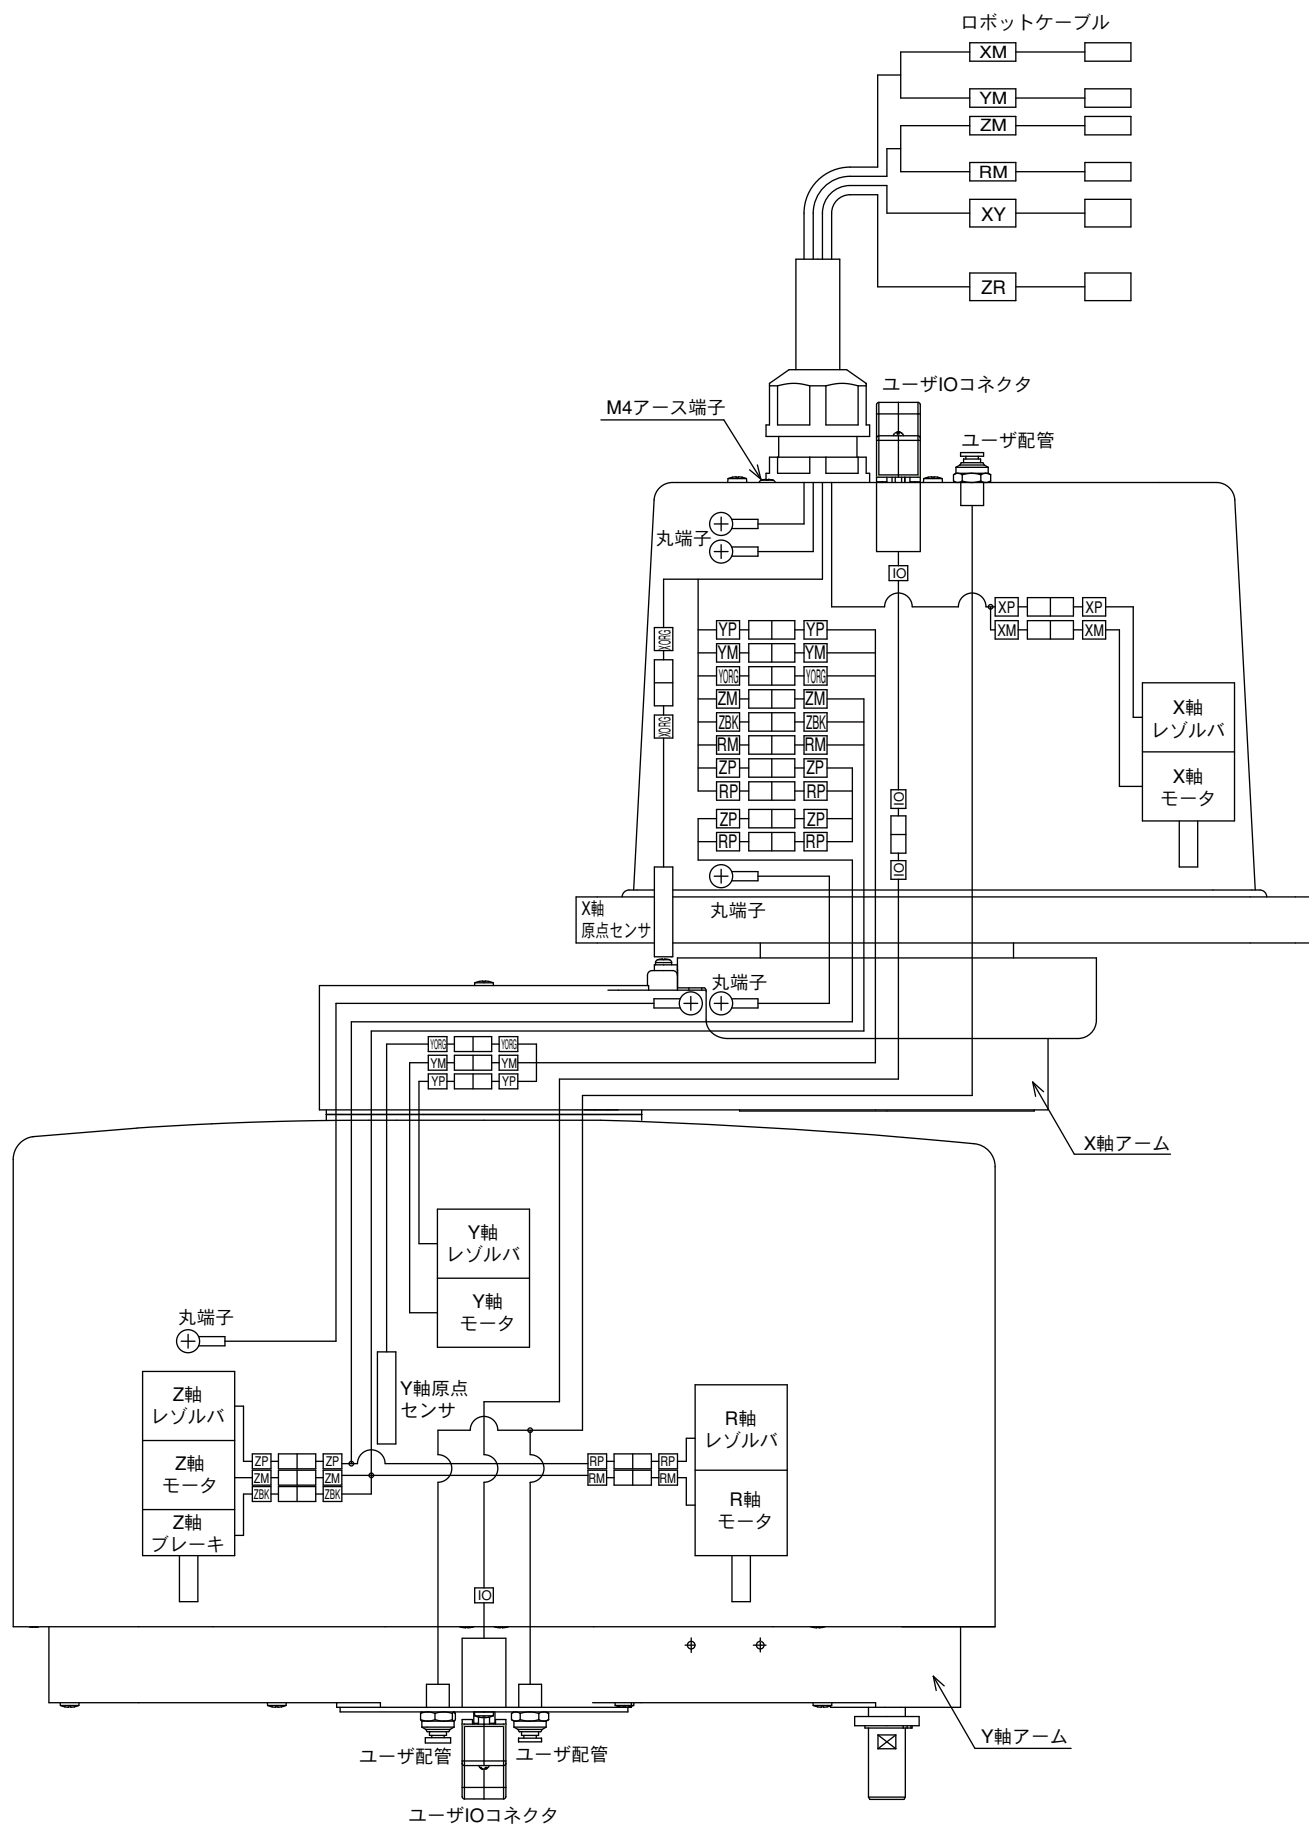 ロボットケーブル
XM
YM
ZM
RM
XY
ZR
ユーザIOコネクタ
M4アース端子
ユーザ配管
丸端子
IO
XP XP
XM XM
XORG
XORG
YP YP
YM YM
YORG YORG
ZM ZM
ZBK ZBK
RM RM
ZP ZP
RP RP
ZP ZP
RP RP
X軸
レゾルバ
X軸
モータ
IO
IO
X軸
原点センサ
丸端子
丸端子
YORG YORG
YM YM
YP YP
X軸アーム
Y軸
レゾルバ
Y軸
モータ
丸端子
Y軸原点
センサ
Z軸
レゾルバ
Z軸
モータ
Z軸
ブレーキ
ZP ZP
ZM ZM
ZBK ZBK
RP RP
RM RM
R軸
レゾルバ
R軸
モータ
IO
Y軸アーム
ユーザ配管
ユーザ配管
ユーザIOコネクタ